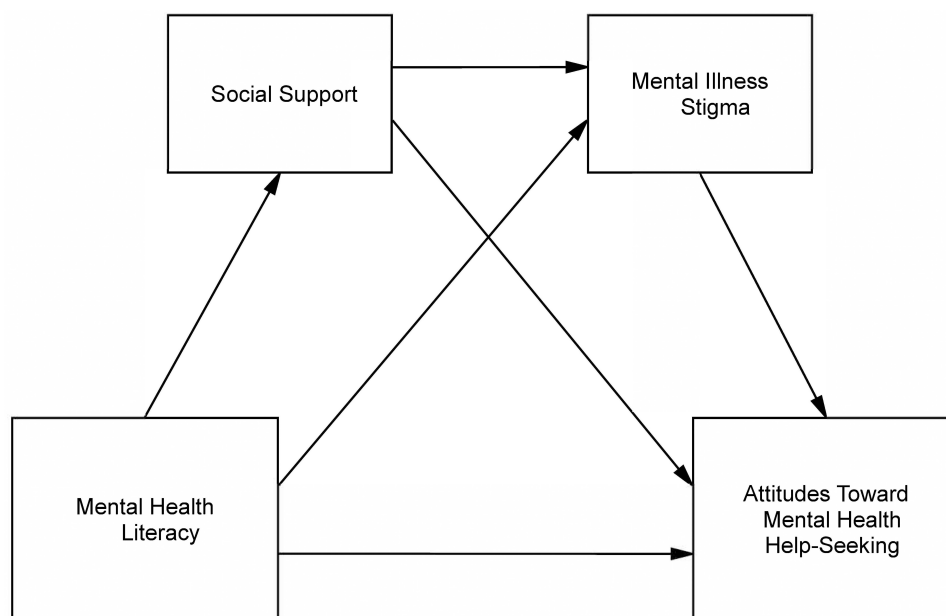 Social Support
Mental Illness
Stigma
Mental Health
Literacy
Attitudes Toward
Mental Health
Help-Seeking